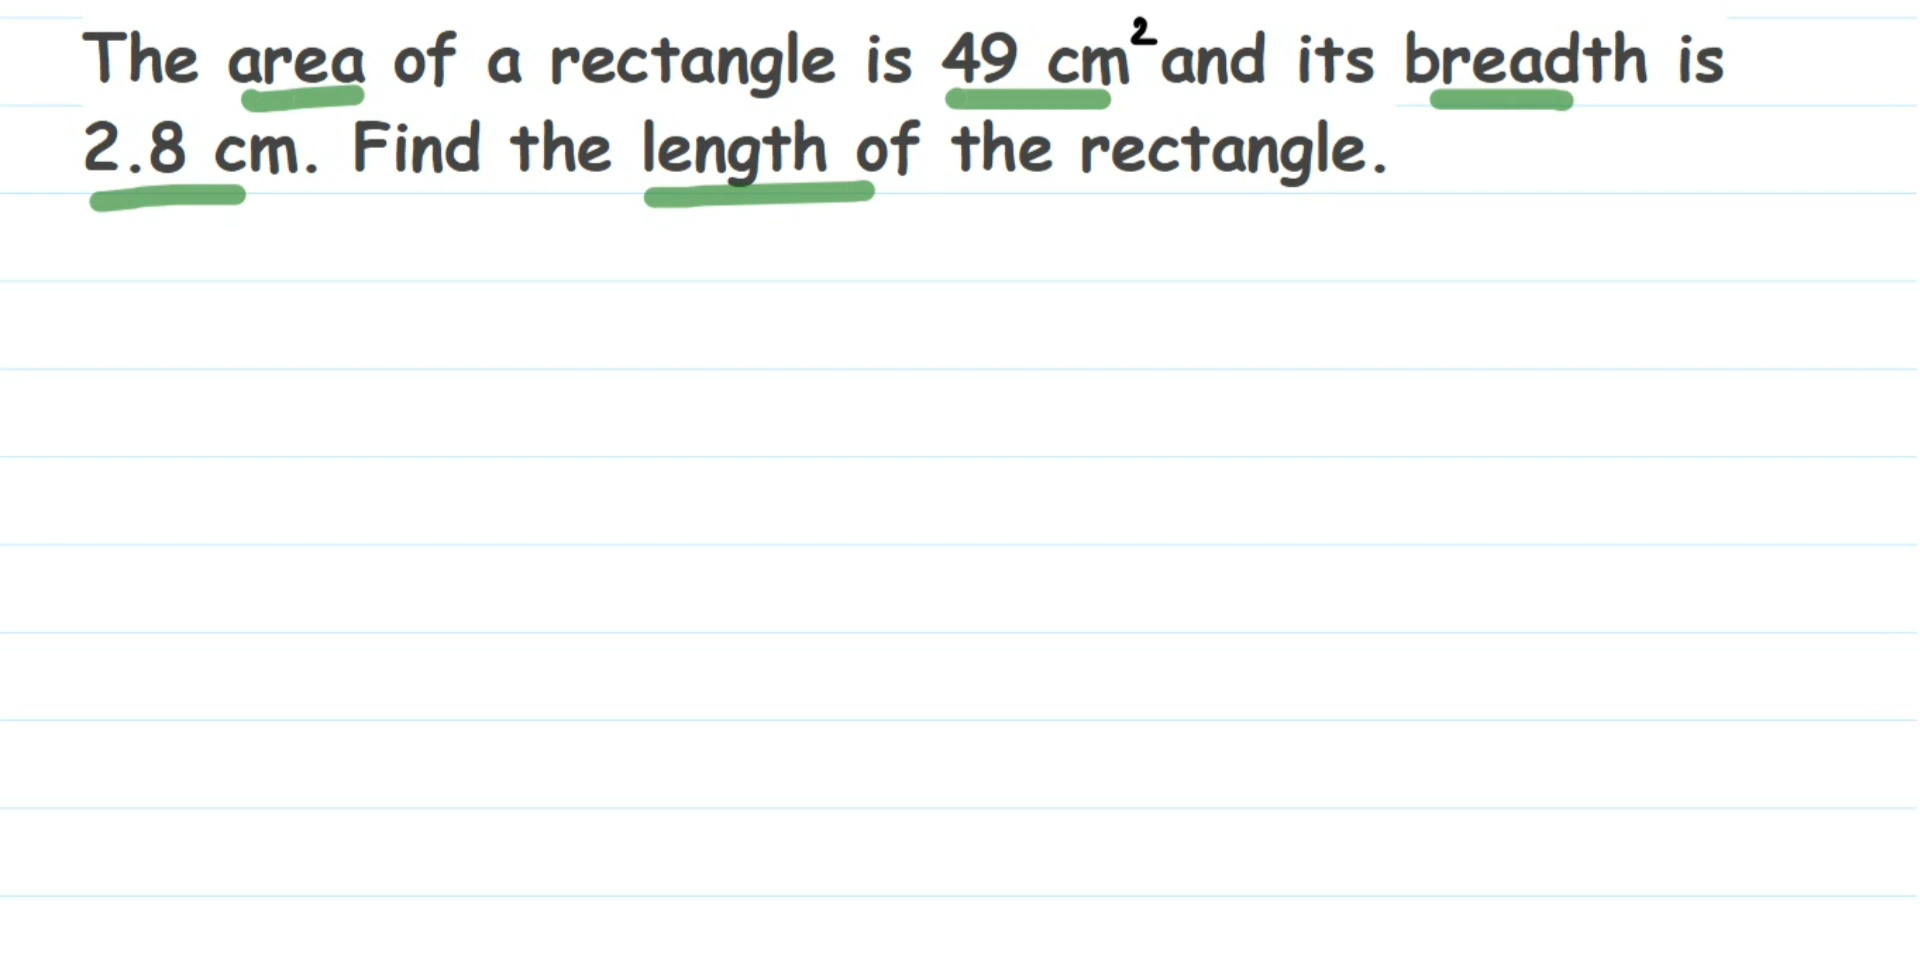 The area of a rectangle is 49 cm² and its breadth is
2.8 cm. Find the length of the rectangle.